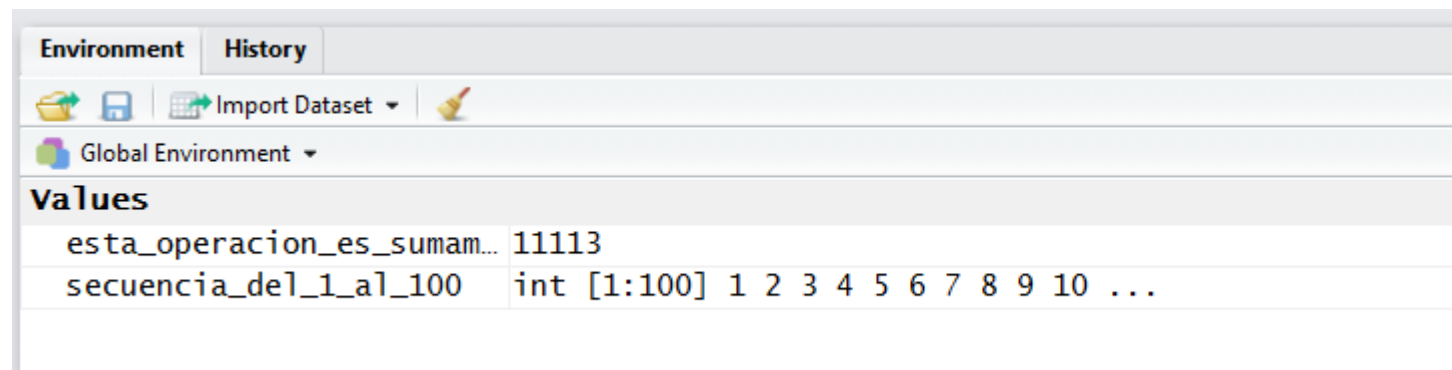 Environment History
Import Dataset
Global Environment
Values
esta_operacion_es_sumam... 11113
secuencia_del_1_al_100 int [1:100] 1 2 3 4 5 6 7 8 9 10 ...